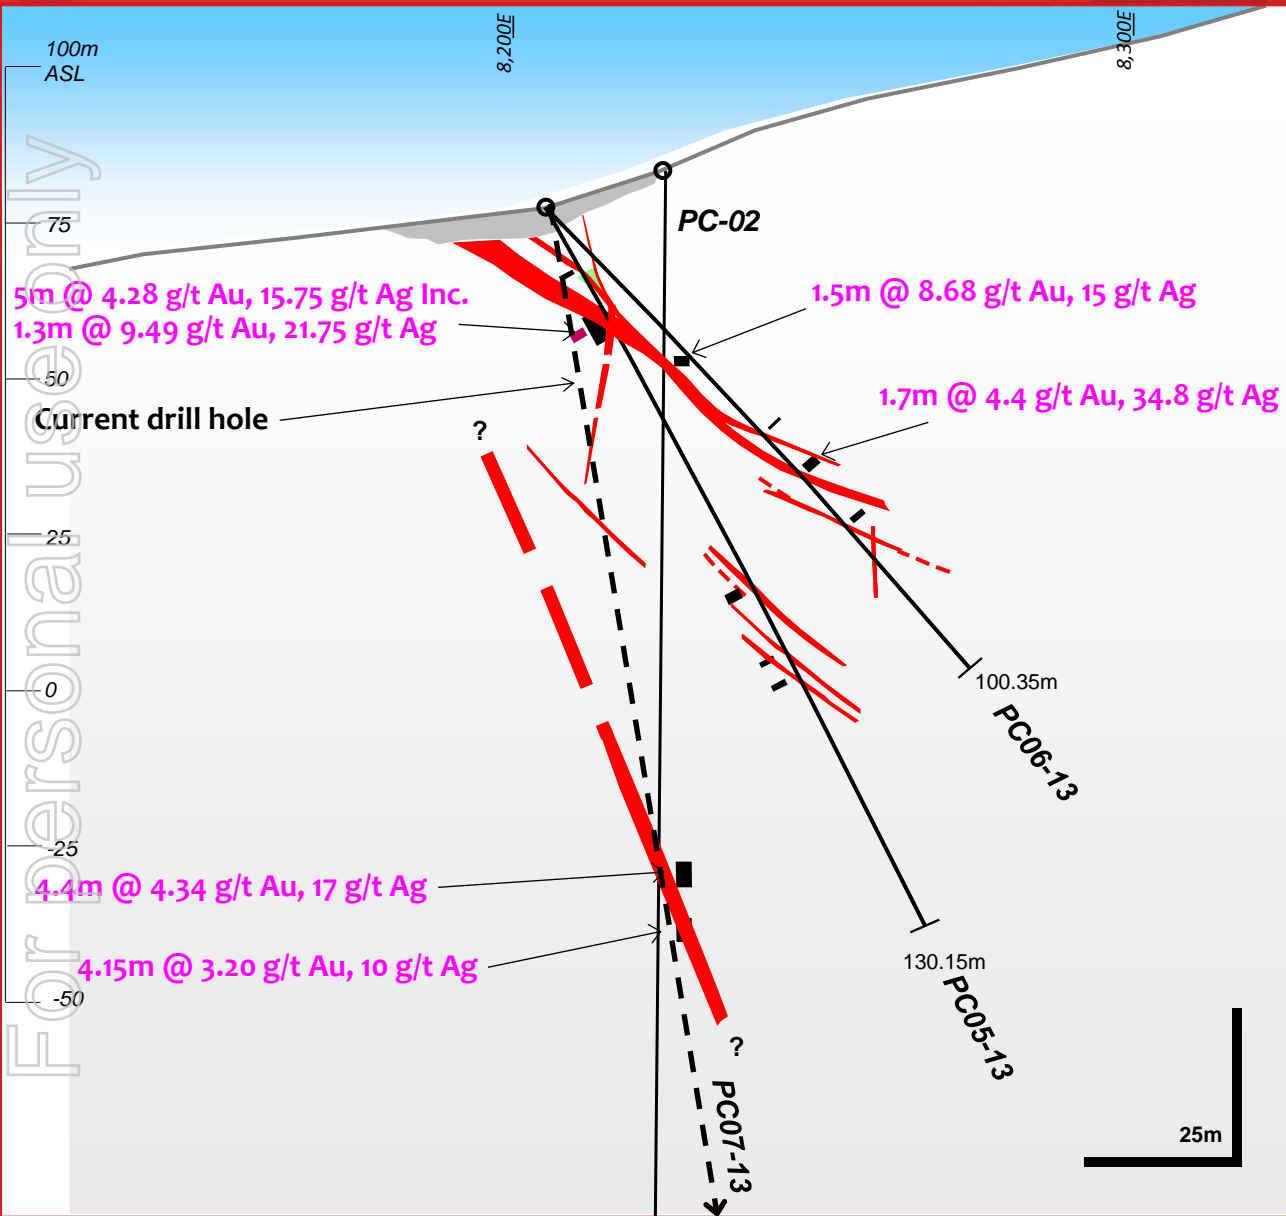 8,200E
8,300E
100m
ASL
PC-02
75
5m @ 4.28 g/t Au, 15.75 g/t Ag Inc.
1.3m @ 9.49 g/t Au, 21.75 g/t Ag
1.5m @ 8.68 g/t Au, 15 g/t Ag
50
1.7m @ 4.4 g/t Au, 34.8 g/t Ag
Current drill hole
?
25
0
100.35m
PC06-13
-25
4.4m @ 4.34 g/t Au, 17 g/t Ag
4.15m @ 3.20 g/t Au, 10 g/t Ag
130.15m
PC05-13
-50
?
PC07-13
25m
For personal use only